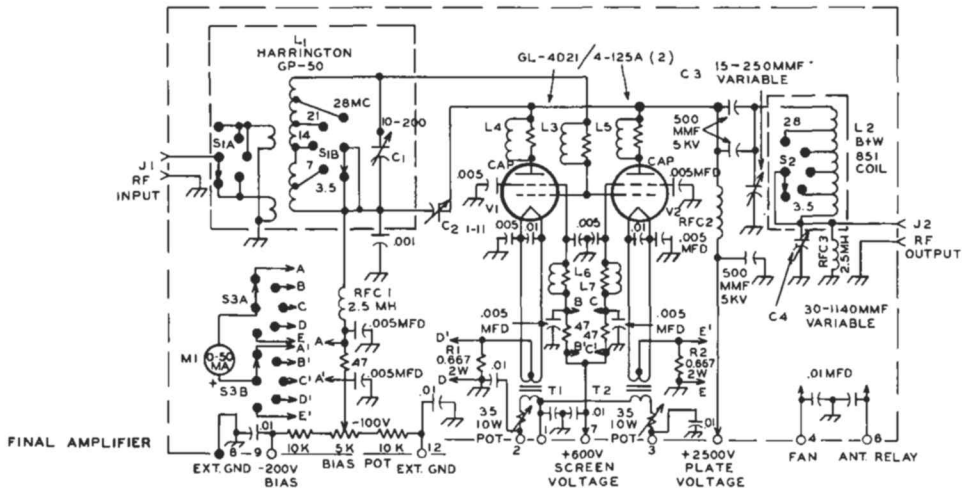 L1
HARRINGTON
GP-50
GL-4D21/4-125A (2)
C3
15-250MMF
VARIABLE
28MC
21
14
7
3.5
S1A
S1B
10-200
C1
J1
RF
INPUT
L4
L3
L5
CAP
CAP
500
MMF
5KV
28
S2
3.5
L2
B+W
851
COIL
.005
V1
V2
.005MFD
C2 1-11
RFC2
J2
RF
OUTPUT
.001
.005
.01
.005
.005
.01
.005
MFD
500
MMF
5KV
RFC3
2.5MH
C4
30-1140MMF
VARIABLE
L6
L7
A
B
C
D
E
S3A
A'
B'
C'
D'
E'
S3B
M1
0-50
MA
+
RFC1
2.5 MH
.005MFD
A
47
A'
.005MFD
B
C
47
47
B'
C'
.005
MFD
.005
MFD
D'
R1
0.667
2W
D
.01
E'
R2
0.667
2W
E
T1
T2
.01
35
10W
POT
.01
35
10W
POT
.01
.01MFD
FINAL AMPLIFIER
.01
-100V
10K
5K
10K
.01
8
9
12
2
1
7
3
4
6
EXT. GND
-200V
BIAS
BIAS POT
EXT. GND
+600V
SCREEN
VOLTAGE
+2500V
PLATE
VOLTAGE
FAN
ANT. RELAY